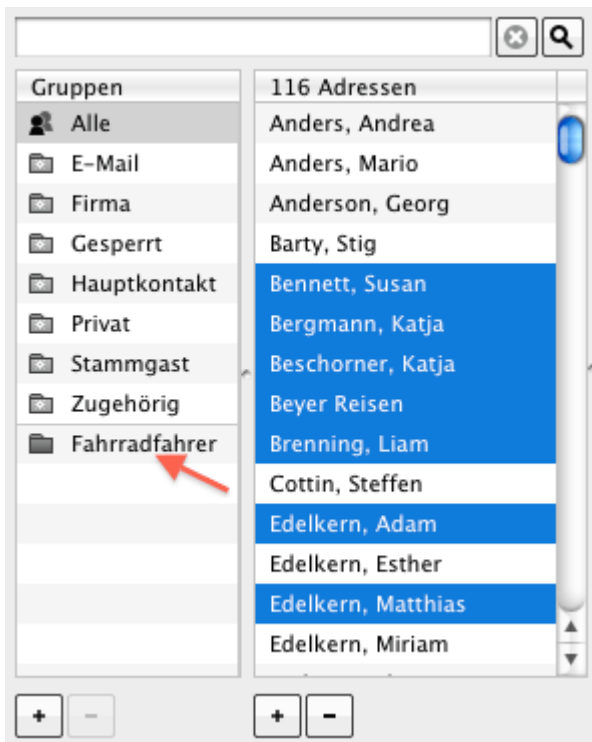 Gruppen
Alle
E-Mail
Firma
Gesperrt
Hauptkontakt
Privat
Stammgast
Zugehörig
Fahrradfahrer
116 Adressen
Anders, Andrea
Anders, Mario
Anderson, Georg
Barty, Stig
Bennett, Susan
Bergmann, Katja
Beschorner, Katja
Beyer Reisen
Brenning, Liam
Cottin, Steffen
Edelkern, Adam
Edelkern, Esther
Edelkern, Matthias
Edelkern, Miriam